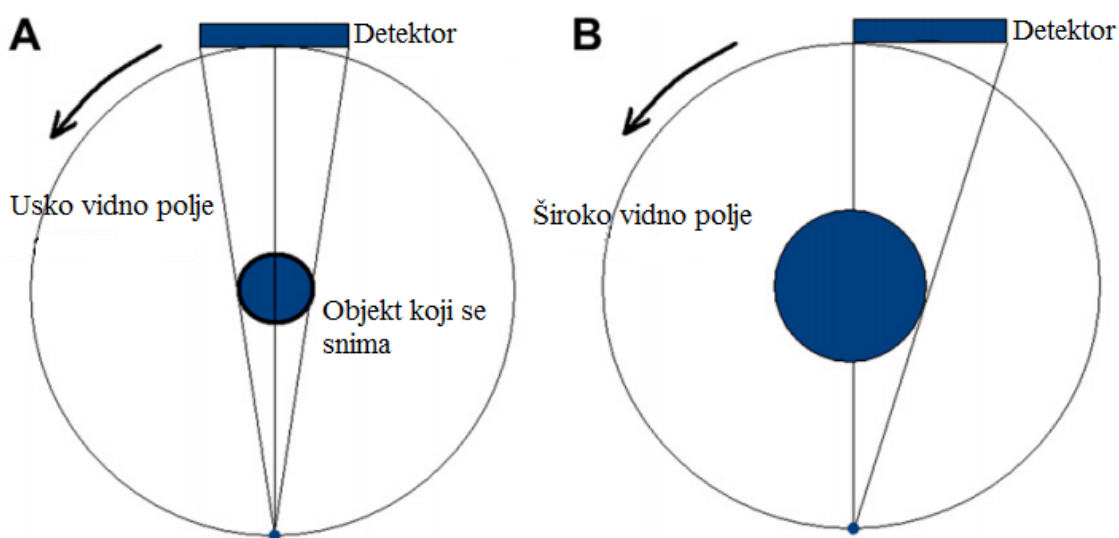 A
Detektor
Usko vidno polje
Objekt koji se
snima
B
Detektor
Široko vidno polje